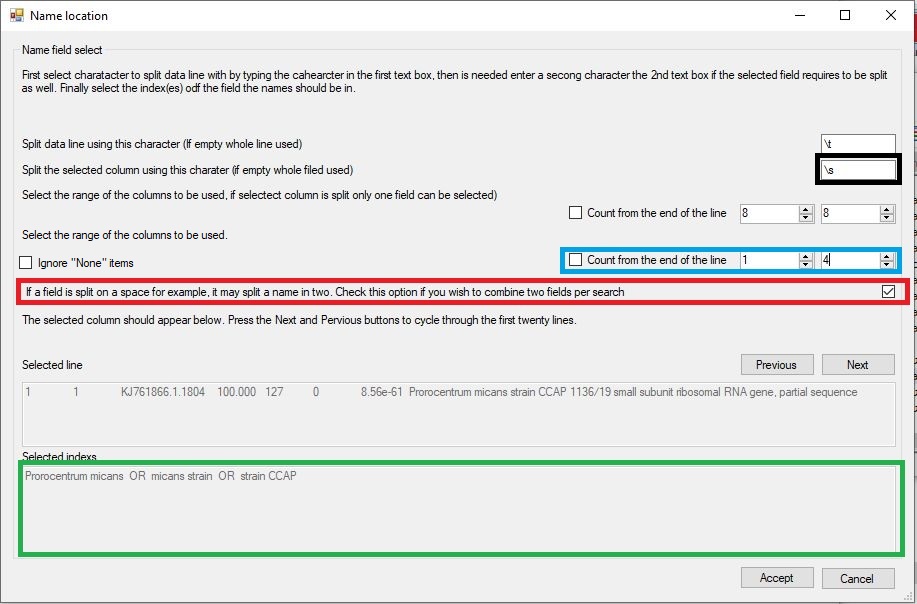 Name location
Name field select
First select charatacter to split data line with by typing the cahearcter in the first text box, then is needed enter a secong character the 2nd text box if the selected field requires to be split
as well. Finally select the index(es) odf the field the names should be in.
Split data line using this character (If empty whole line used)
\t
Split the selected column using this charater (if empty whole filed used)
\s
Select the range of the columns to be used, if seletect column is split only one field can be selected)
Count from the end of the line
8
8
Select the range of the columns to be used.
Ignore "None" items
Count from the end of the line
1
4
If a field is split on a space for example, it may split a name in two. Check this option if you wish to combine two fields per search
The selected column should appear below. Press the Next and Pervious buttons to cycle through the first twenty lines.
Selected line
Previous
Next
1 1 KJ761866.1.1804 100.000 127 0 8.56e-61 Prorocentrum micans strain CCAP 1136/19 small subunit ribosomal RNA gene, partial sequence
Selected indexs
Prorocentrum micans OR micans strain OR strain CCAP
Accept
Cancel